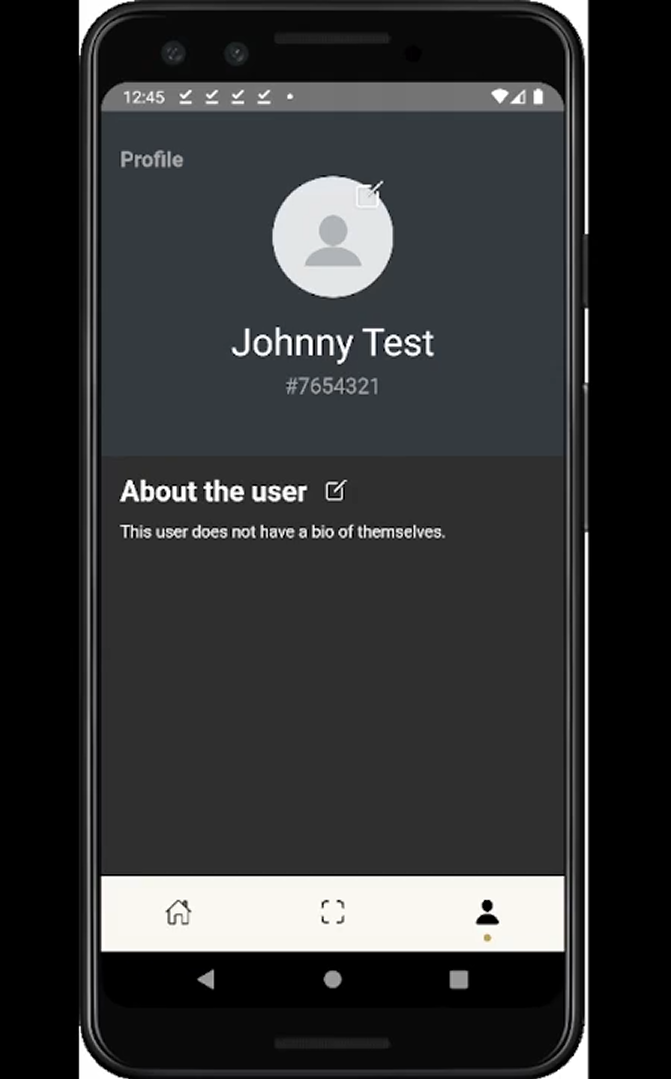 12:45
Profile
Johnny Test
#7654321
About the user
This user does not have a bio of themselves.